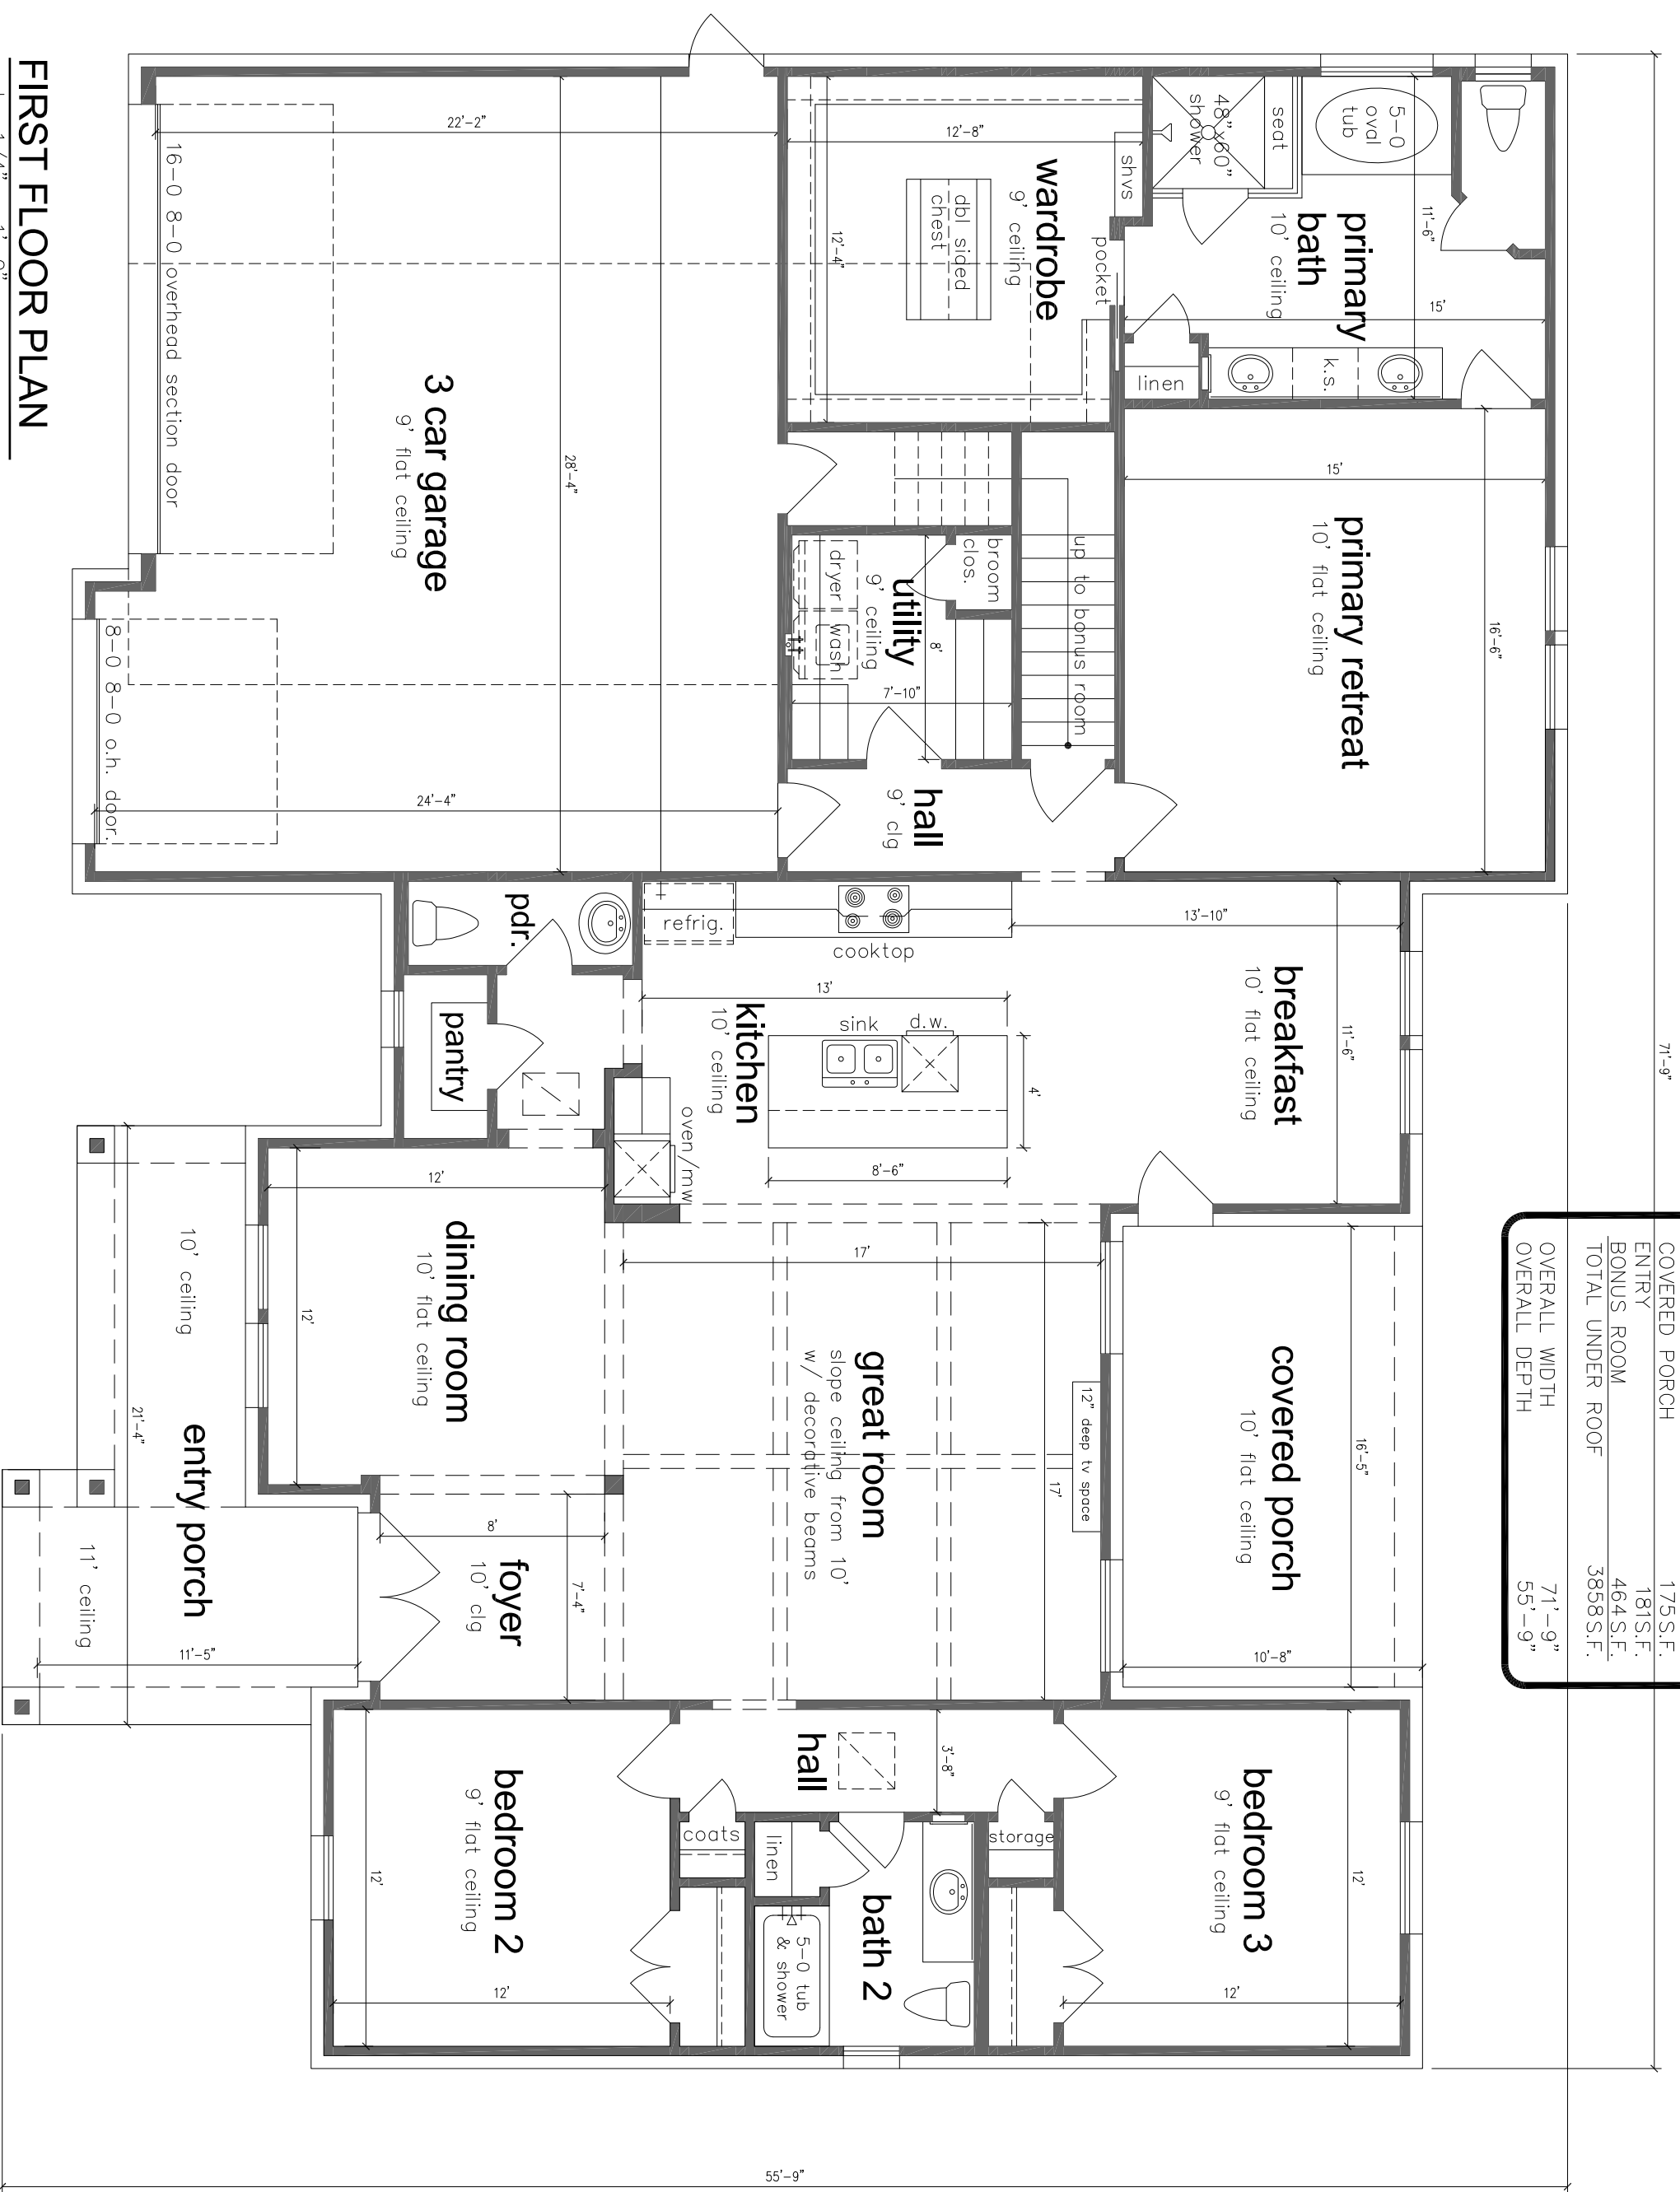 71'-9"
COVERED PORCH 175S.F.
ENTRY 181S.F.
BONUS ROOM 464S.F.
TOTAL UNDER ROOF 3858S.F.
OVERALL WIDTH 71'-9"
OVERALL DEPTH 55'-9"
55'-9"
5-0
oval
tub
seat
48"x60"
shower
11'-6"
primary
bath
10' ceiling
15'
k.s.
linen
shvs
pocket
12'-8"
wardrobe
9' ceiling
dbl sided
chest
12'-4"
primary retreat
10' flat ceiling
15'
16'-6"
up to bonus room
broom
clos.
utility
9' ceiling
dryer
wash
8'
7'-10"
hall
9' clg
22'-2"
3 car garage
9' flat ceiling
28'-4"
24'-4"
16-0 8-0 overhead section door
8-0 8-0 o.h. door.
breakfast
10' flat ceiling
13'-10"
11'-6"
refrig.
cooktop
13'
sink
d.w.
4'
8'-6"
kitchen
10' ceiling
oven/mw
pdr.
pantry
covered porch
10' flat ceiling
16'-5"
10'-8"
12" deep tv space
17'
17'
great room
slope ceiling from 10'
w/ decorative beams
12'
dining room
10' flat ceiling
12'
8'
foyer
10' clg
7'-4"
10' ceiling
entry porch
21'-4"
11' ceiling
11'-5"
bedroom 3
9' flat ceiling
12'
12'
hall
3'-8"
storage
coats
linen
bath 2
5-0 tub
& shower
bedroom 2
9' flat ceiling
12'
12'
FIRST FLOOR PLAN